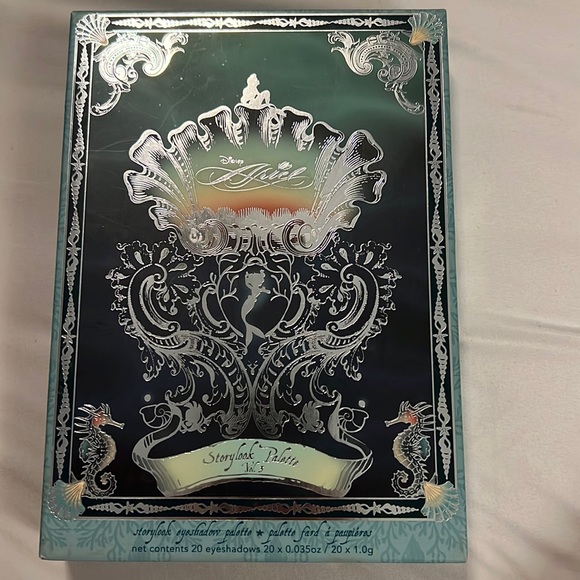 Disney
Ariel
Storylook Palette
Vol. 3
storylook eyeshadow palette ★ palette fard à paupières
net contents 20 eyeshadows 20 x 0.035oz / 20 x 1.0g